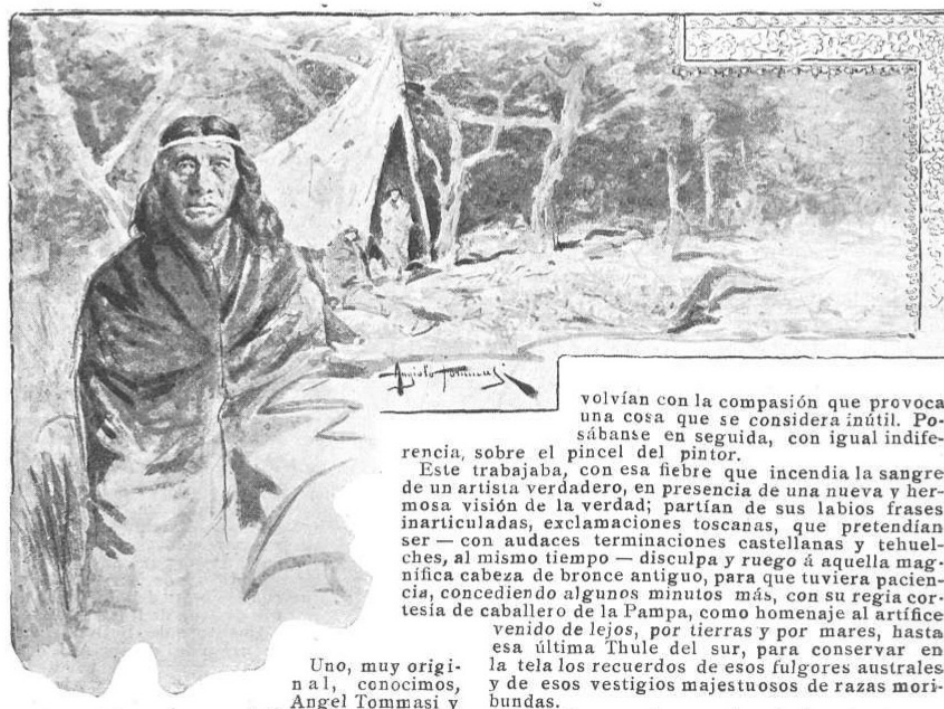 Angiolo Tommasi
volvían con la compasión que provoca
una cosa que se considera inútil. Po-
sábanse en seguida, con igual indife-
rencia, sobre el pincel del pintor.
Este trabajaba, con esa fiebre que incendia la sangre
de un artista verdadero, en presencia de una nueva y her-
mosa visión de la verdad; partían de sus labios frases
inarticuladas, exclamaciones toscanas, que pretendían
ser — con audaces terminaciones castellanas y tehuel-
ches, al mismo tiempo — disculpa y ruego á aquella mag-
nífica cabeza de bronce antiguo, para que tuviera pacien-
cia, concediendo algunos minutos más, con su regia cor-
tesía de caballero de la Pampa, como homenaje al artífice
venido de lejos, por tierras y por mares, hasta
esa última Thule del sur, para conservar en
la tela los recuerdos de esos fulgores australes
y de esos vestigios majestuosos de razas mori-
bundas.
Uno, muy origi-
nal, conocimos,
Angel Tommasi y